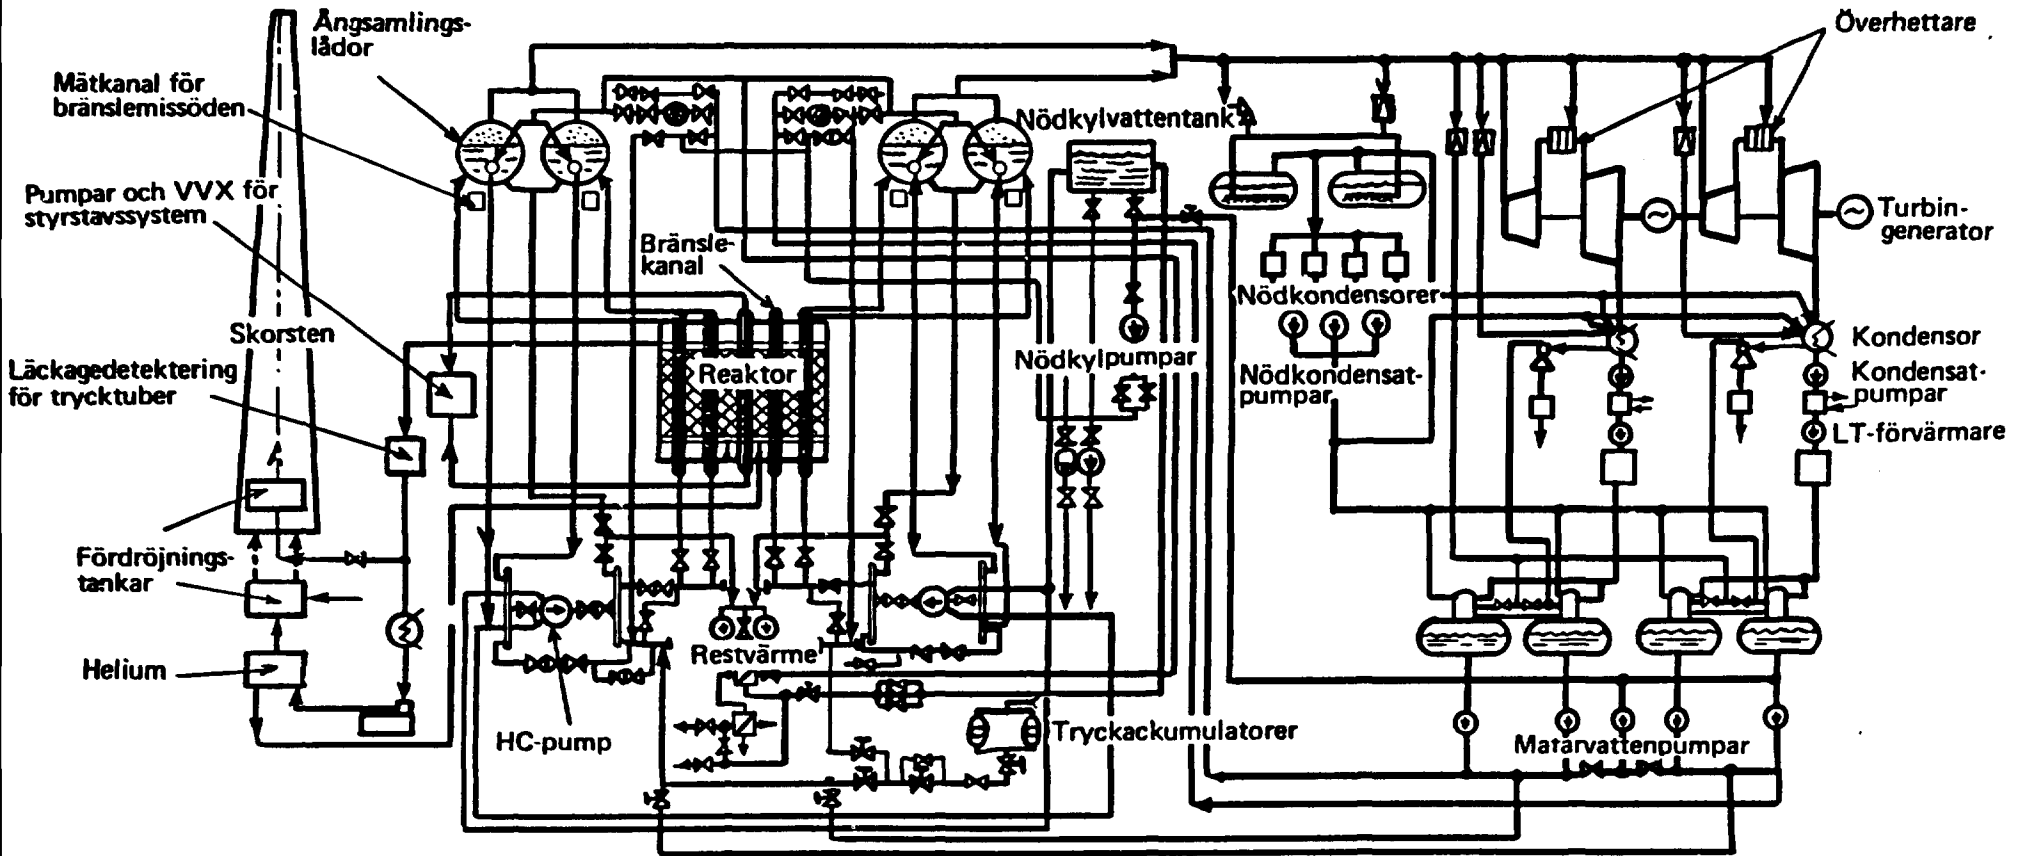 Ångsamlings-
lådor
Mätkanal för
bränslemissöden
Pumpar och VVX för
styrstavssystem
Skorsten
Läckagedetektering
för trycktuber
Fördröjnings-
tankar
Helium
Bränsle-
kanal
Reaktor
Restvärme
HC-pump
Nödkylvattentank
Nödkylpumpar
Tryckackumulatorer
Nödkondensorer
Nödkondensat-
pumpar
Överhettare
Turbin-
generator
Kondensor
Kondensat-
pumpar
LT-förvärmare
Matarvattenpumpar